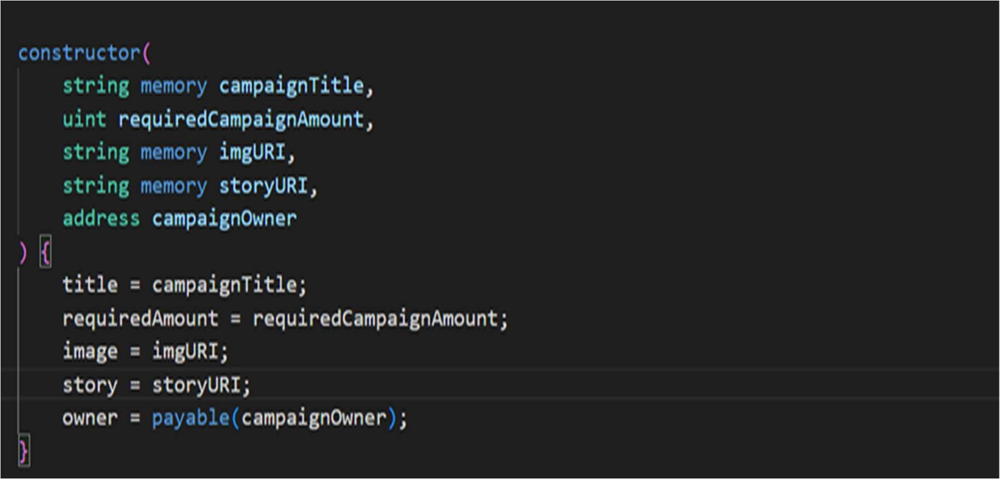 constructor(
    string memory campaignTitle,
    uint requiredCampaignAmount,
    string memory imgURI,
    string memory storyURI,
    address campaignOwner
) {
    title = campaignTitle;
    requiredAmount = requiredCampaignAmount;
    image = imgURI;
    story = storyURI;
    owner = payable(campaignOwner);
}